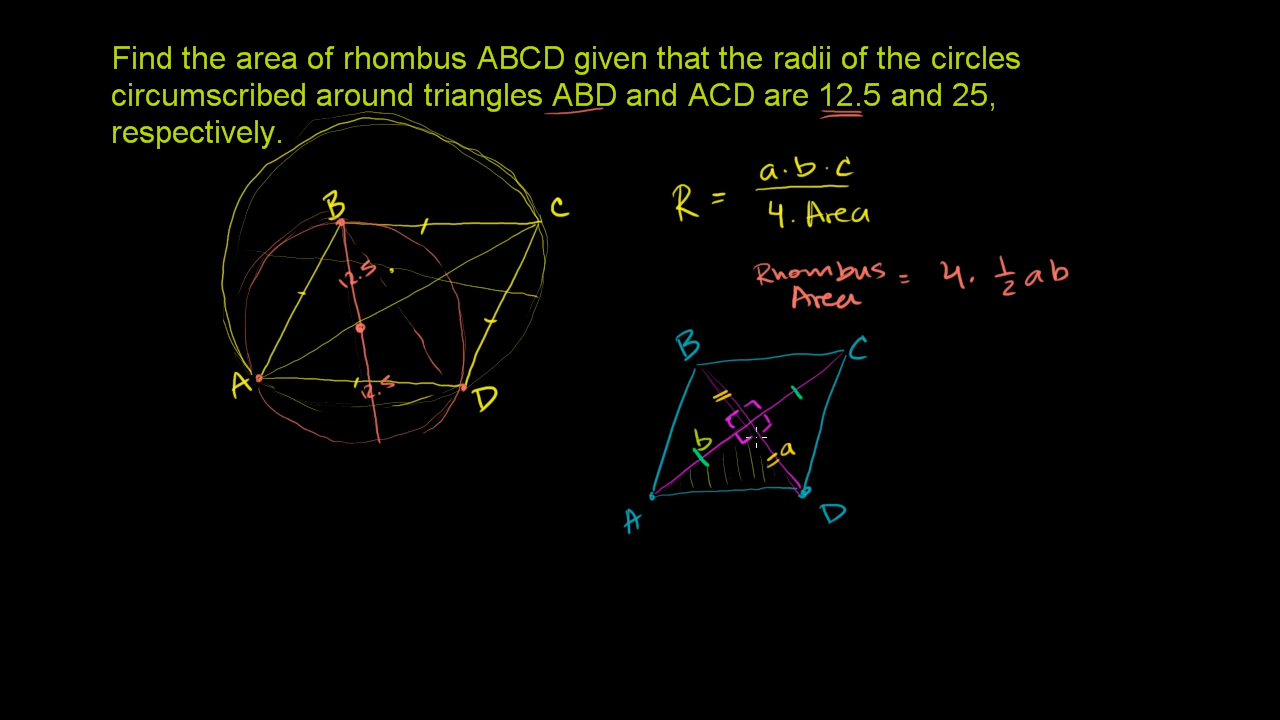 Find the area of rhombus ABCD given that the radii of the circles
circumscribed around triangles ABD and ACD are 12.5 and 25,
respectively.
B
C
12.5
A
12.5
D
R = a·b·c / 4·Area
Rhombus Area = 4· 1/2 ab
B
C
b
a
A
D